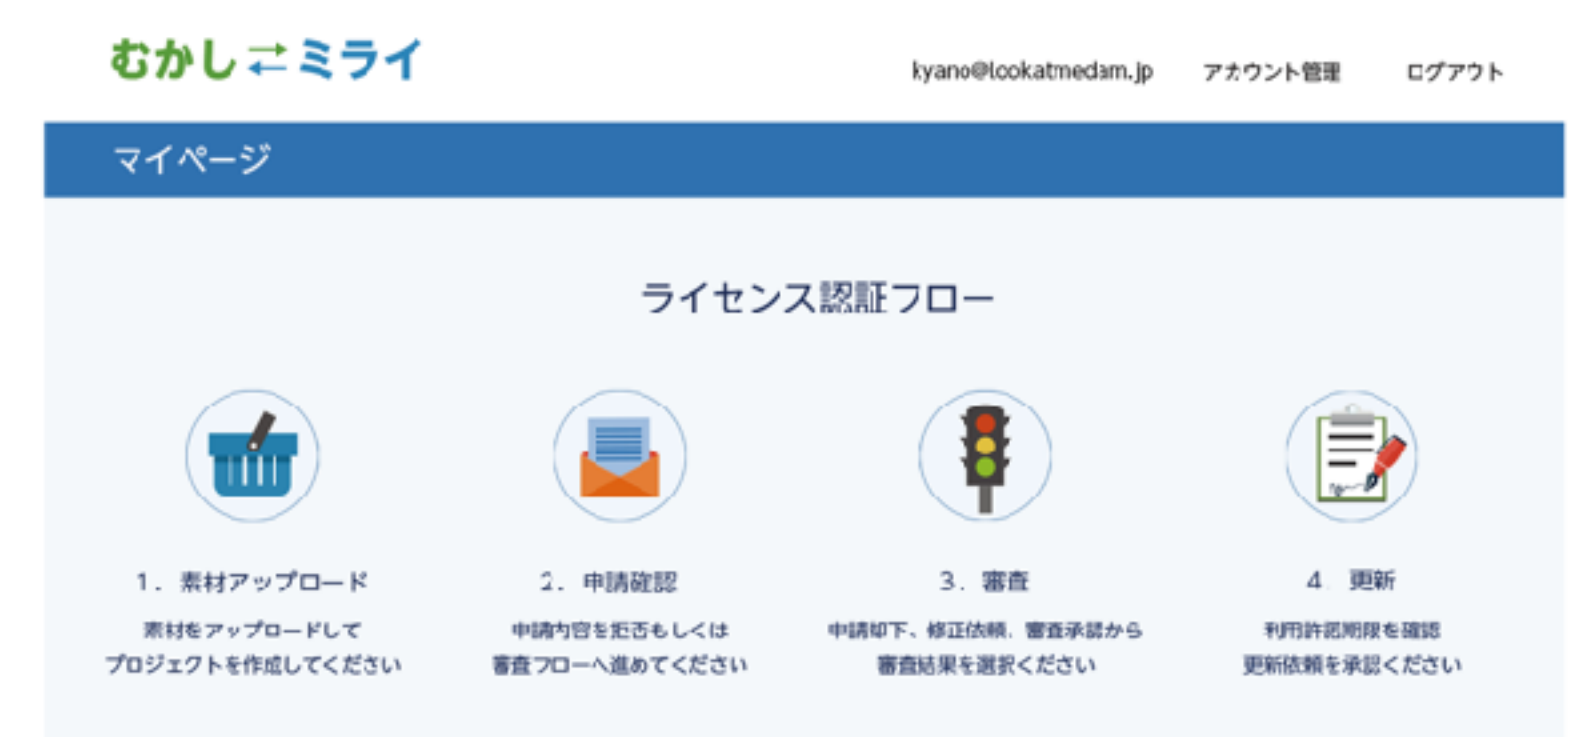 むかし⇄ミライ
kyano@lookatmedam.jp アカウント管理 ログアウト
マイページ
ライセンス認証フロー
1. 素材アップロード
素材をアップロードして
プロジェクトを作成してください
2. 申請確認
申請内容を拒否もしくは
審査フローへ進めてください
3. 審査
申請却下、修正依頼、審査承認から
審査結果を選択ください
4. 更新
利用許諾期限を確認
更新依頼を承認ください